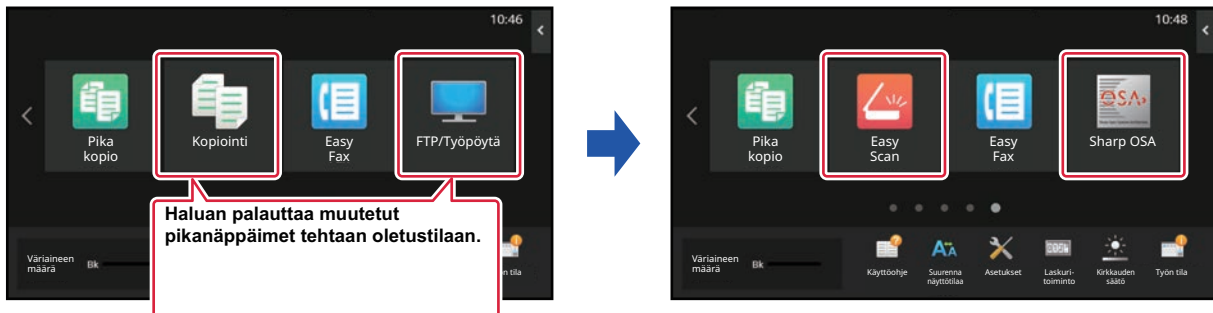 10:46
Pika
kopio
Kopiointi
Easy
Fax
FTP/Työpöytä
Haluan palauttaa muutetut
pikanäppäimet tehtaan oletustilaan.
Väriaineen
määrä
Bk
n tila
10:48
Pika
kopio
Easy
Scan
Easy
Fax
Sharp OSA
Väriaineen
määrä
Bk
Käyttöohje
Suurenna
näyttötilaa
Asetukset
Laskuri-
toiminto
Kirkkauden
säätö
Työn tila